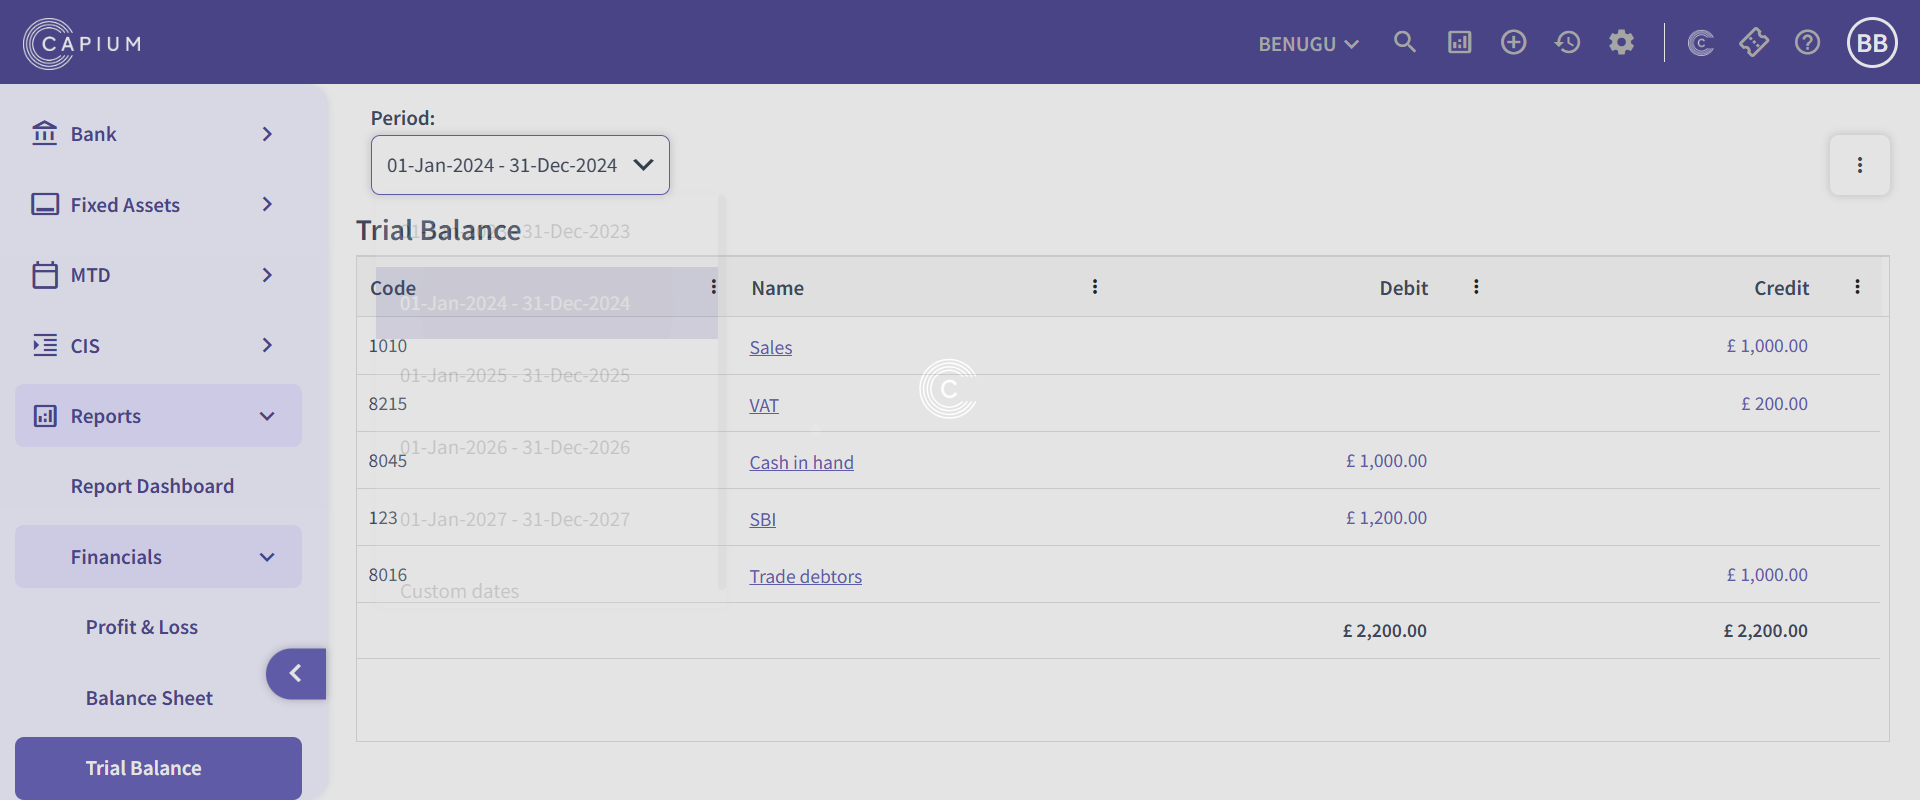 CAPIUM
BENUGU
BB
Bank
Fixed Assets
MTD
CIS
Reports
Report Dashboard
Financials
Profit & Loss
Balance Sheet
Trial Balance
Period:
01-Jan-2024 - 31-Dec-2024
Trial Balance
31-Dec-2023
01-Jan-2024 - 31-Dec-2024
01-Jan-2025 - 31-Dec-2025
01-Jan-2026 - 31-Dec-2026
01-Jan-2027 - 31-Dec-2027
Custom dates
Code Name Debit Credit
1010 Sales £ 1,000.00
8215 VAT £ 200.00
8045 Cash in hand £ 1,000.00
123 SBI £ 1,200.00
8016 Trade debtors £ 1,000.00
£ 2,200.00 £ 2,200.00